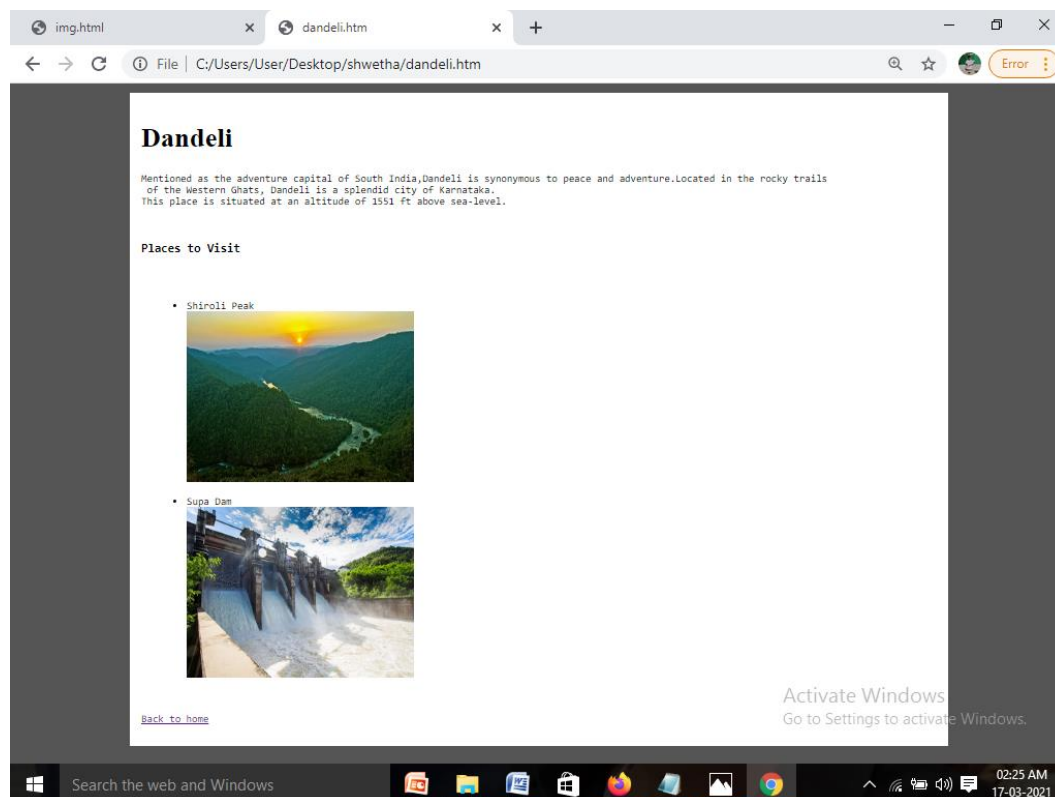 img.html
dandeli.htm
File | C:/Users/User/Desktop/shwetha/dandeli.htm
Error
Dandeli
Mentioned as the adventure capital of South India,Dandeli is synonymous to peace and adventure.Located in the rocky trails
of the Western Ghats, Dandeli is a splendid city of Karnataka.
This place is situated at an altitude of 1551 ft above sea-level.
Places to Visit
Shiroli Peak
Supa Dam
Back to home
Activate Windows
Go to Settings to activate Windows.
Search the web and Windows
02:25 AM
17-03-2021